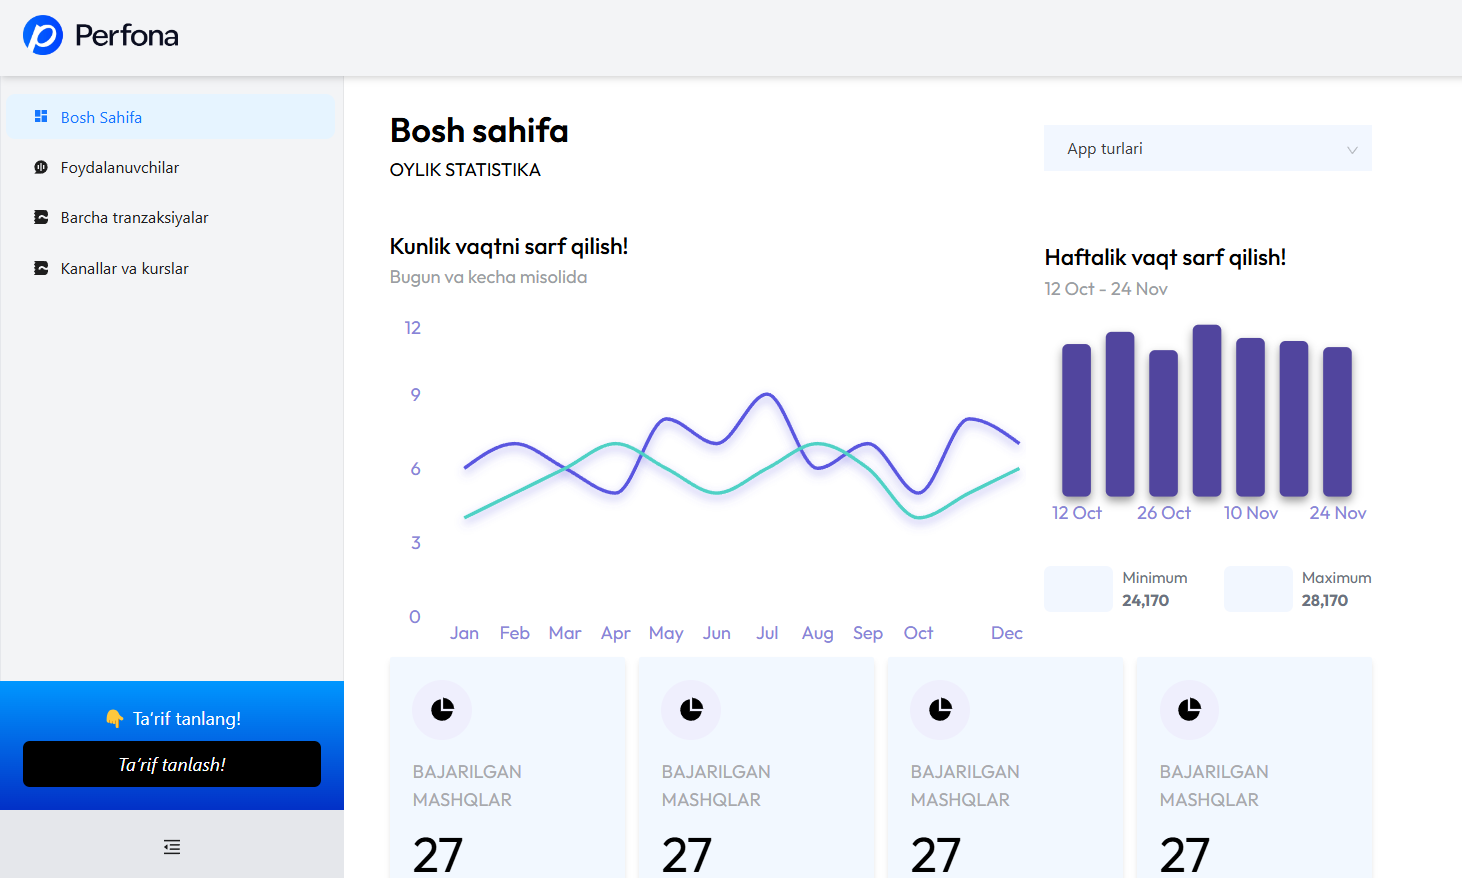 Perfona
Bosh Sahifa
Foydalanuvchilar
Barcha tranzaksiyalar
Kanallar va kurslar
👇 Ta'rif tanlang!
Ta'rif tanlash!
Bosh sahifa
OYLIK STATISTIKA
App turlari
Kunlik vaqtni sarf qilish!
Bugun va kecha misolida
12
9
6
3
0
Jan Feb Mar Apr May Jun Jul Aug Sep Oct Dec
Haftalik vaqt sarf qilish!
12 Oct - 24 Nov
12 Oct 26 Oct 10 Nov 24 Nov
Minimum
24,170
Maximum
28,170
BAJARILGAN
MASHQLAR
27
BAJARILGAN
MASHQLAR
27
BAJARILGAN
MASHQLAR
27
BAJARILGAN
MASHQLAR
27